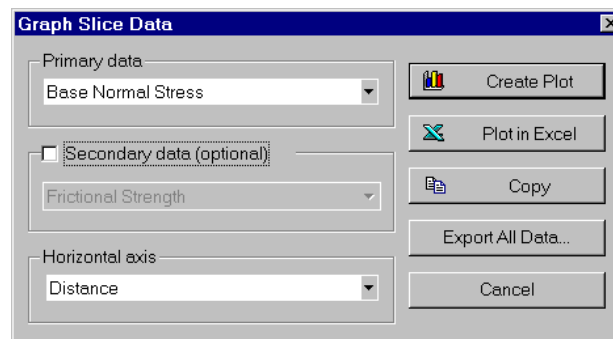 Graph Slice Data
Primary data
Base Normal Stress
Secondary data (optional)
Frictional Strength
Horizontal axis
Distance
Create Plot
Plot in Excel
Copy
Export All Data...
Cancel